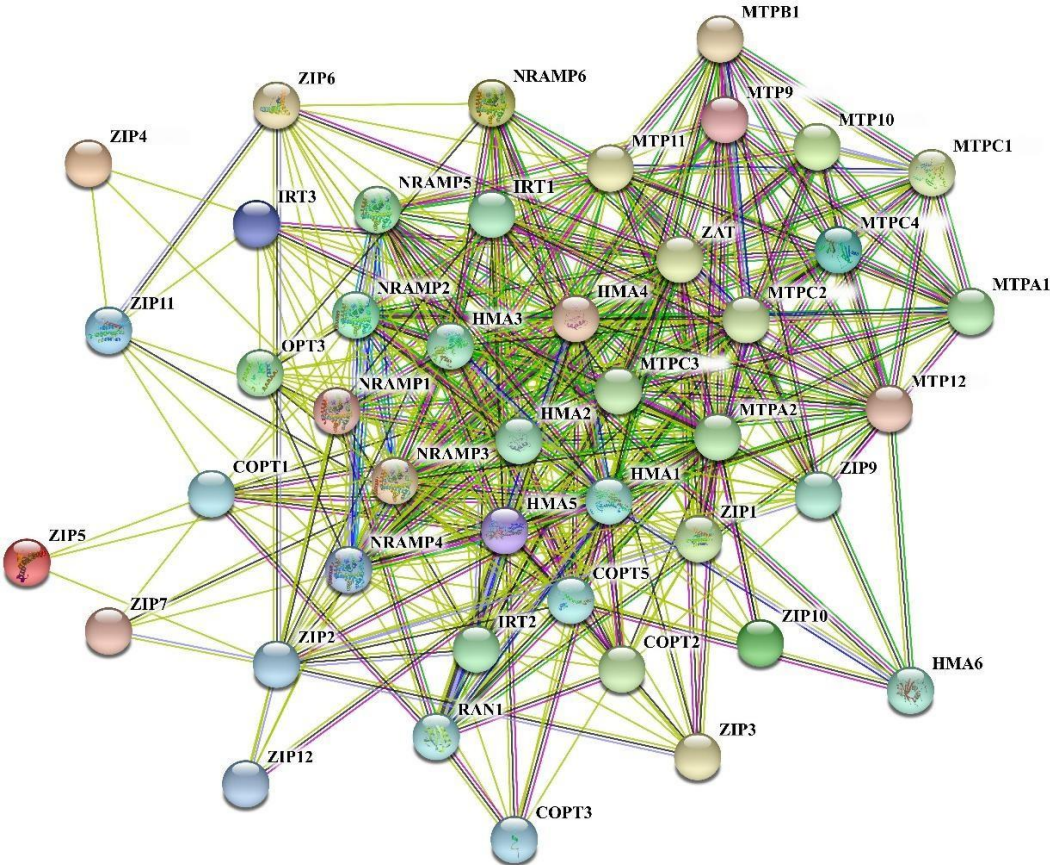 MTPB1
ZIP6
NRAMP6
MTP9
MTP10
ZIP4
MTP11
MTPC1
NRAMP5
IRT1
IRT3
ZAT
MTPC4
NRAMP2
HMA4
MTPC2
MTPA1
ZIP11
HMA3
OPT3
MTPC3
NRAMP1
MTP12
HMA2
MTPA2
NRAMP3
COPT1
HMA1
ZIP9
HMA5
ZIP1
ZIP5
NRAMP4
COPT5
ZIP7
ZIP10
ZIP2
IRT2
COPT2
HMA6
RAN1
ZIP3
ZIP12
COPT3